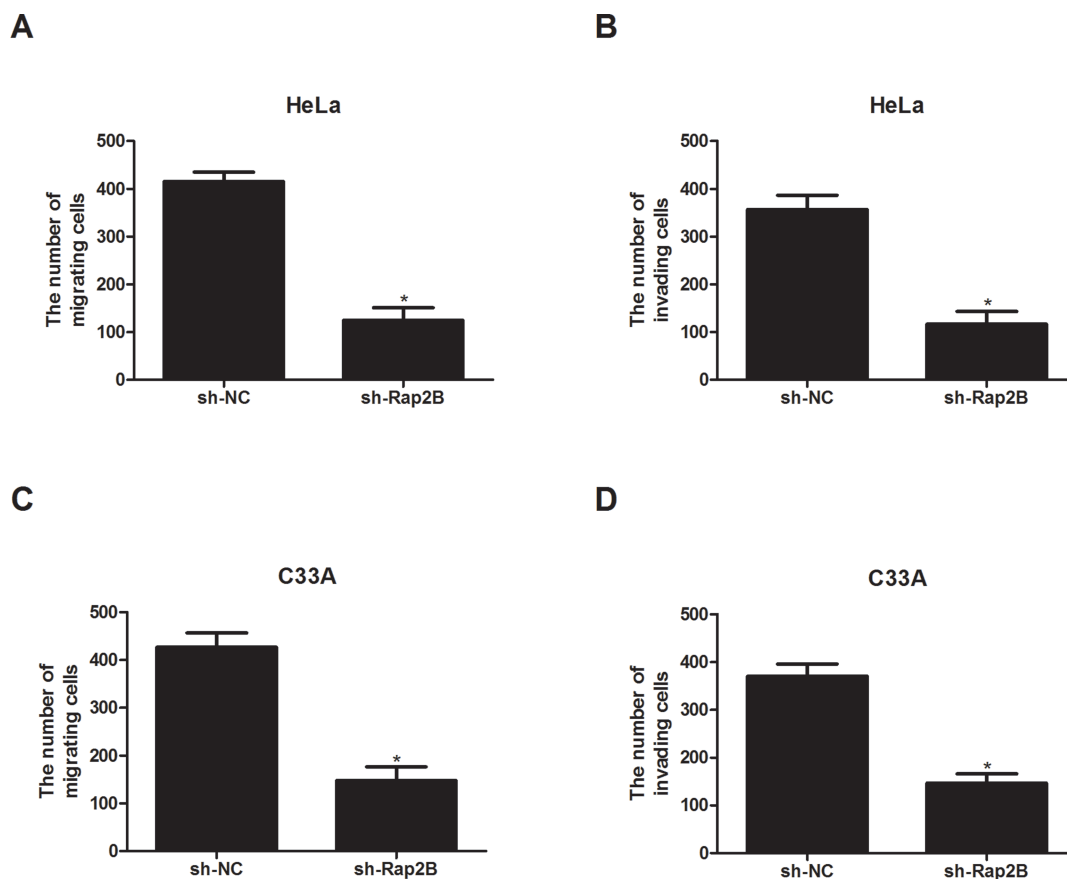 A
HeLa
The number of
migrating cells
500
400
300
200
100
0
*
sh-NC
sh-Rap2B
B
HeLa
The number of
invading cells
500
400
300
200
100
0
*
sh-NC
sh-Rap2B
C
C33A
The number of
migrating cells
500
400
300
200
100
0
*
sh-NC
sh-Rap2B
D
C33A
The number of
invading cells
500
400
300
200
100
0
*
sh-NC
sh-Rap2B